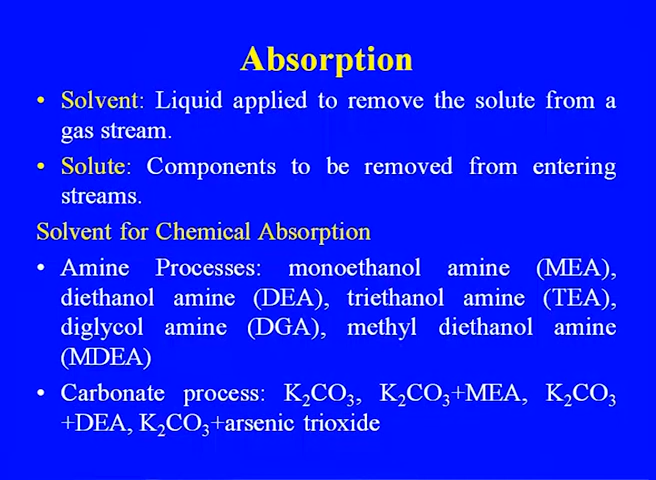 Absorption
• Solvent: Liquid applied to remove the solute from a
gas stream.
• Solute: Components to be removed from entering
streams.
Solvent for Chemical Absorption
• Amine Processes: monoethanol amine (MEA),
diethanol amine (DEA), triethanol amine (TEA),
diglycol amine (DGA), methyl diethanol amine
(MDEA)
• Carbonate process: K₂CO₃, K₂CO₃+MEA, K₂CO₃
+DEA, K₂CO₃+arsenic trioxide